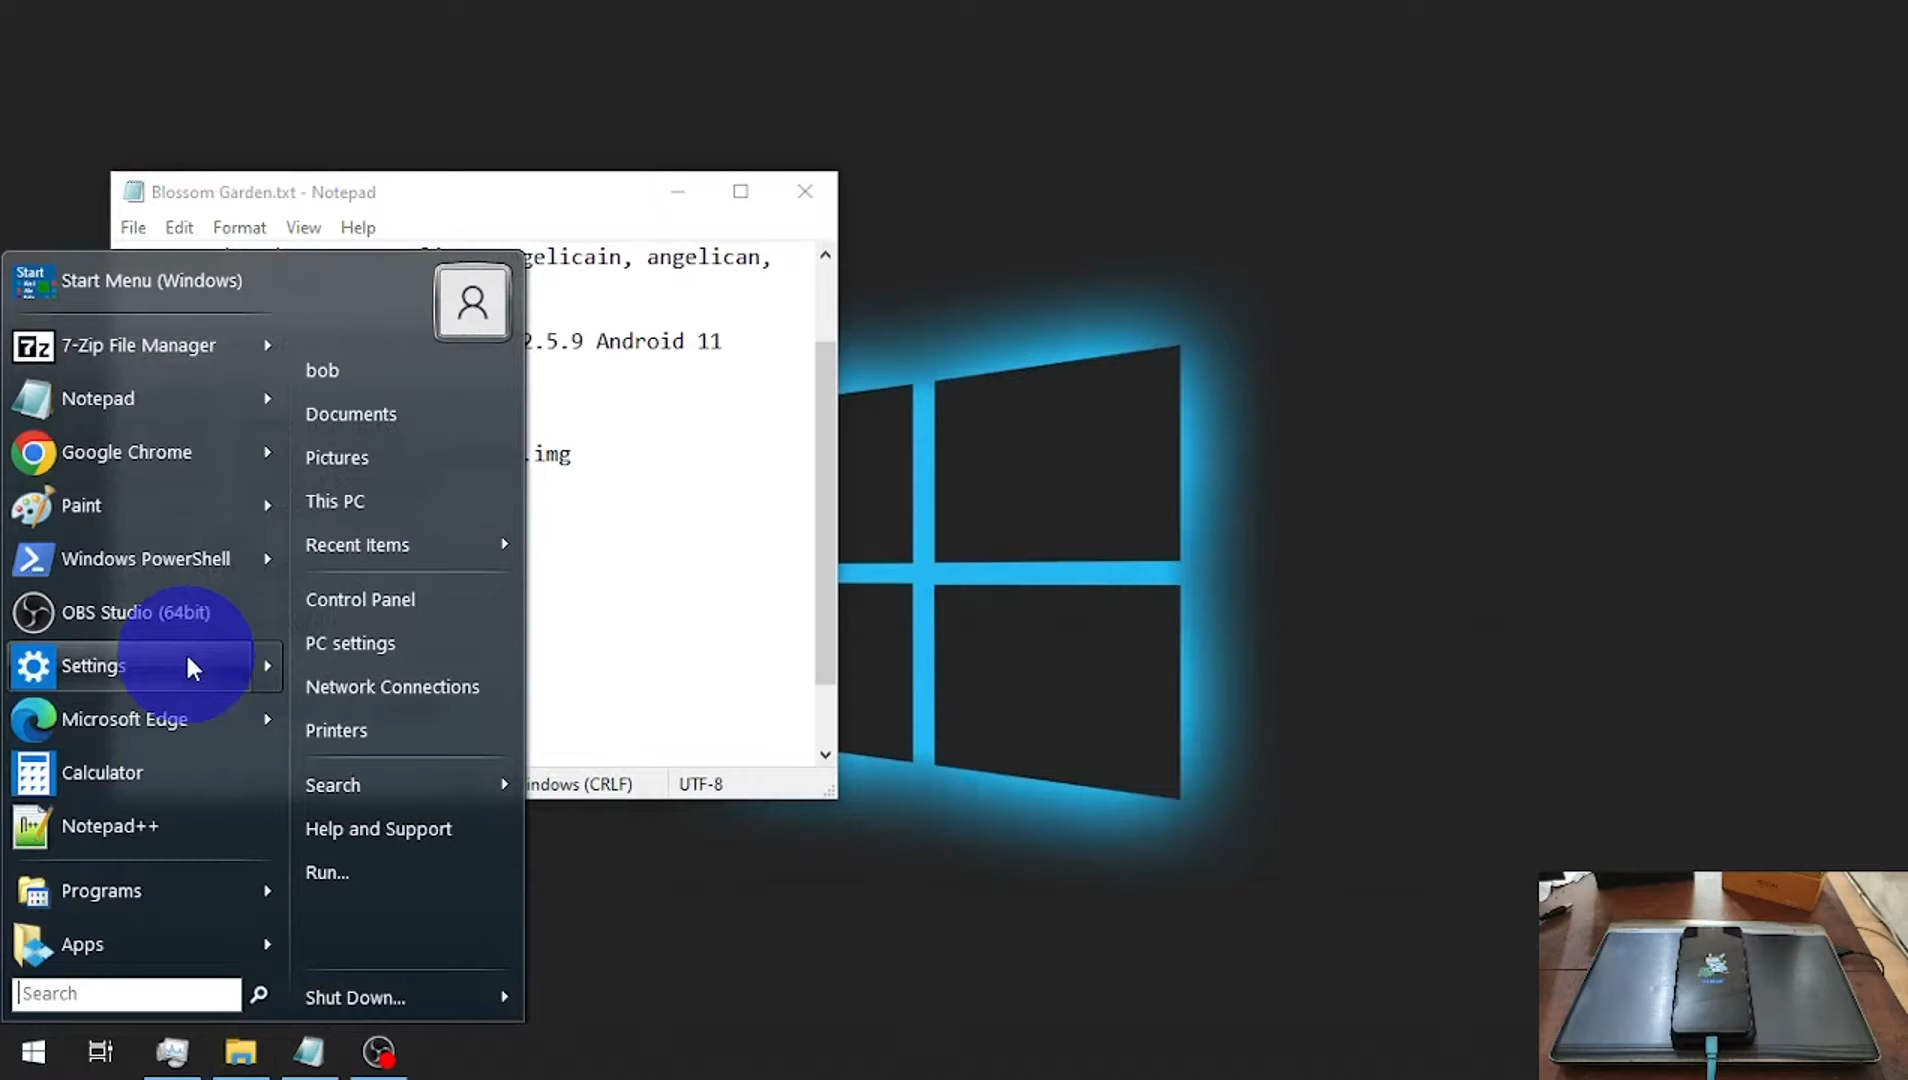 Blossom Garden.txt - Notepad
File Edit Format View Help
gelicain, angelican,
2.5.9 Android 11
.img
indows (CRLF) UTF-8
Start Menu (Windows)
7-Zip File Manager
Notepad
Google Chrome
Paint
Windows PowerShell
OBS Studio (64bit)
Settings
Microsoft Edge
Calculator
Notepad++
Programs
Apps
Search
bob
Documents
Pictures
This PC
Recent Items
Control Panel
PC settings
Network Connections
Printers
Search
Help and Support
Run...
Shut Down...